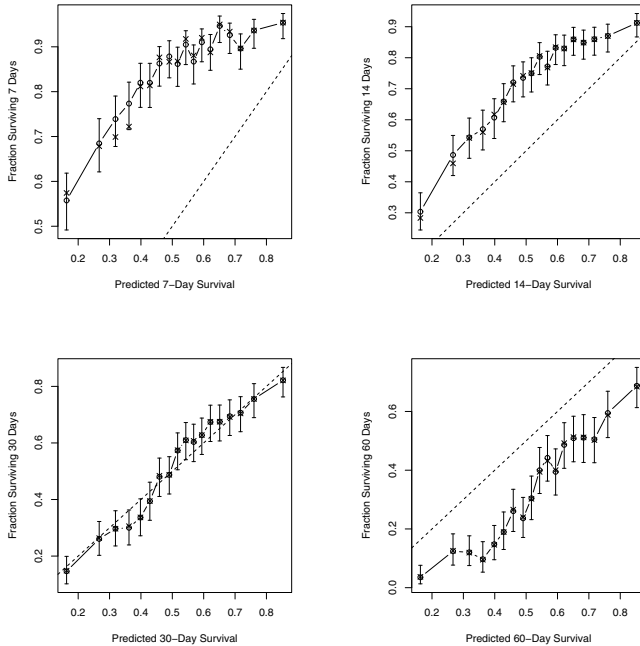 0.9
0.8
0.7
0.6
0.5
Fraction Surviving 7 Days
0.2 0.3 0.4 0.5 0.6 0.7 0.8
Predicted 7−Day Survival
0.9
0.8
0.7
0.6
0.5
0.4
0.3
Fraction Surviving 14 Days
0.2 0.3 0.4 0.5 0.6 0.7 0.8
Predicted 14−Day Survival
0.8
0.6
0.4
0.2
Fraction Surviving 30 Days
0.2 0.3 0.4 0.5 0.6 0.7 0.8
Predicted 30−Day Survival
0.6
0.4
0.2
0.0
Fraction Surviving 60 Days
0.2 0.3 0.4 0.5 0.6 0.7 0.8
Predicted 60−Day Survival